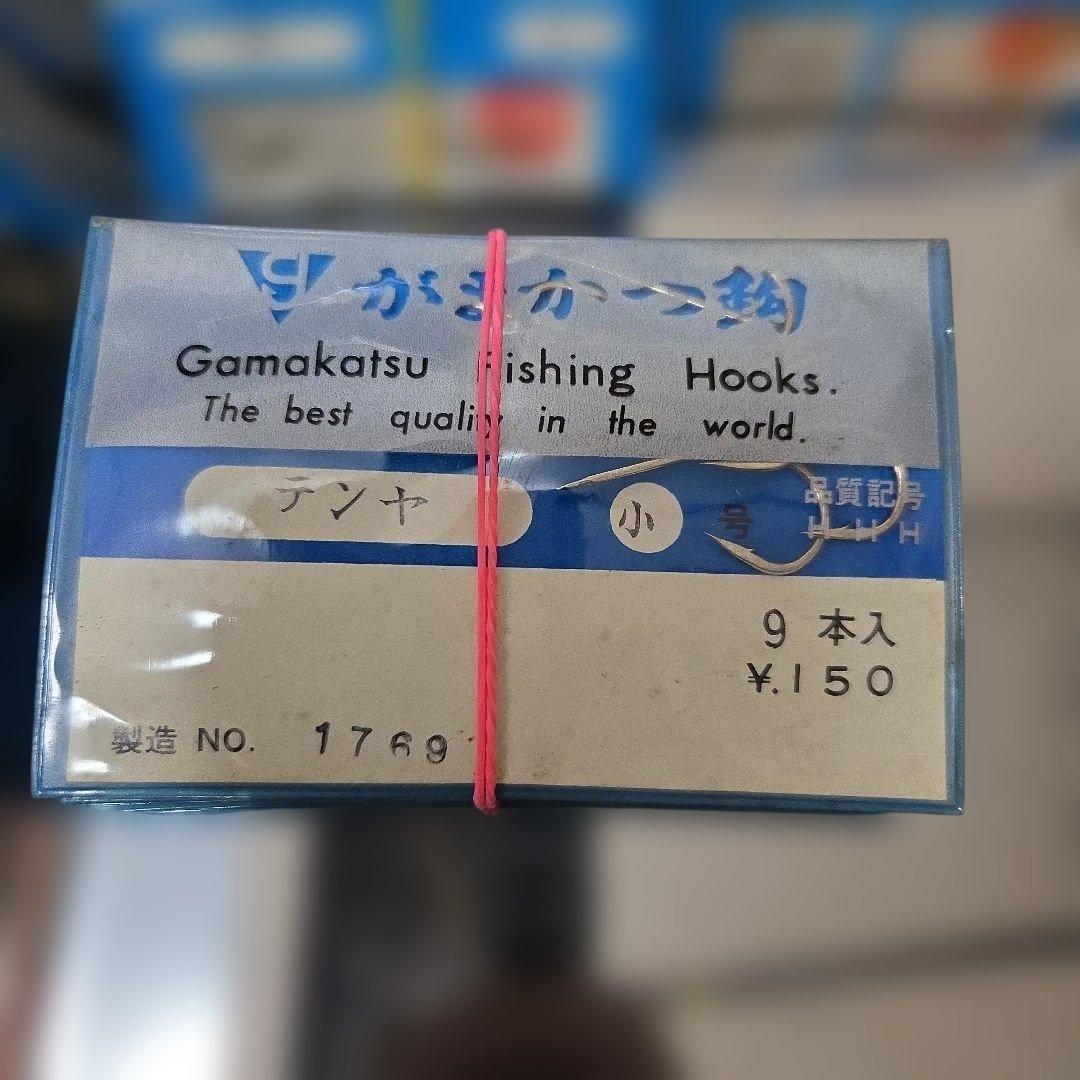 がまかつ鈎
Gamakatsu Fishing Hooks.
The best quality in the world.
テンヤ 小 号 品質記号
H H H
9 本入
¥.150
製造 NO. 1769